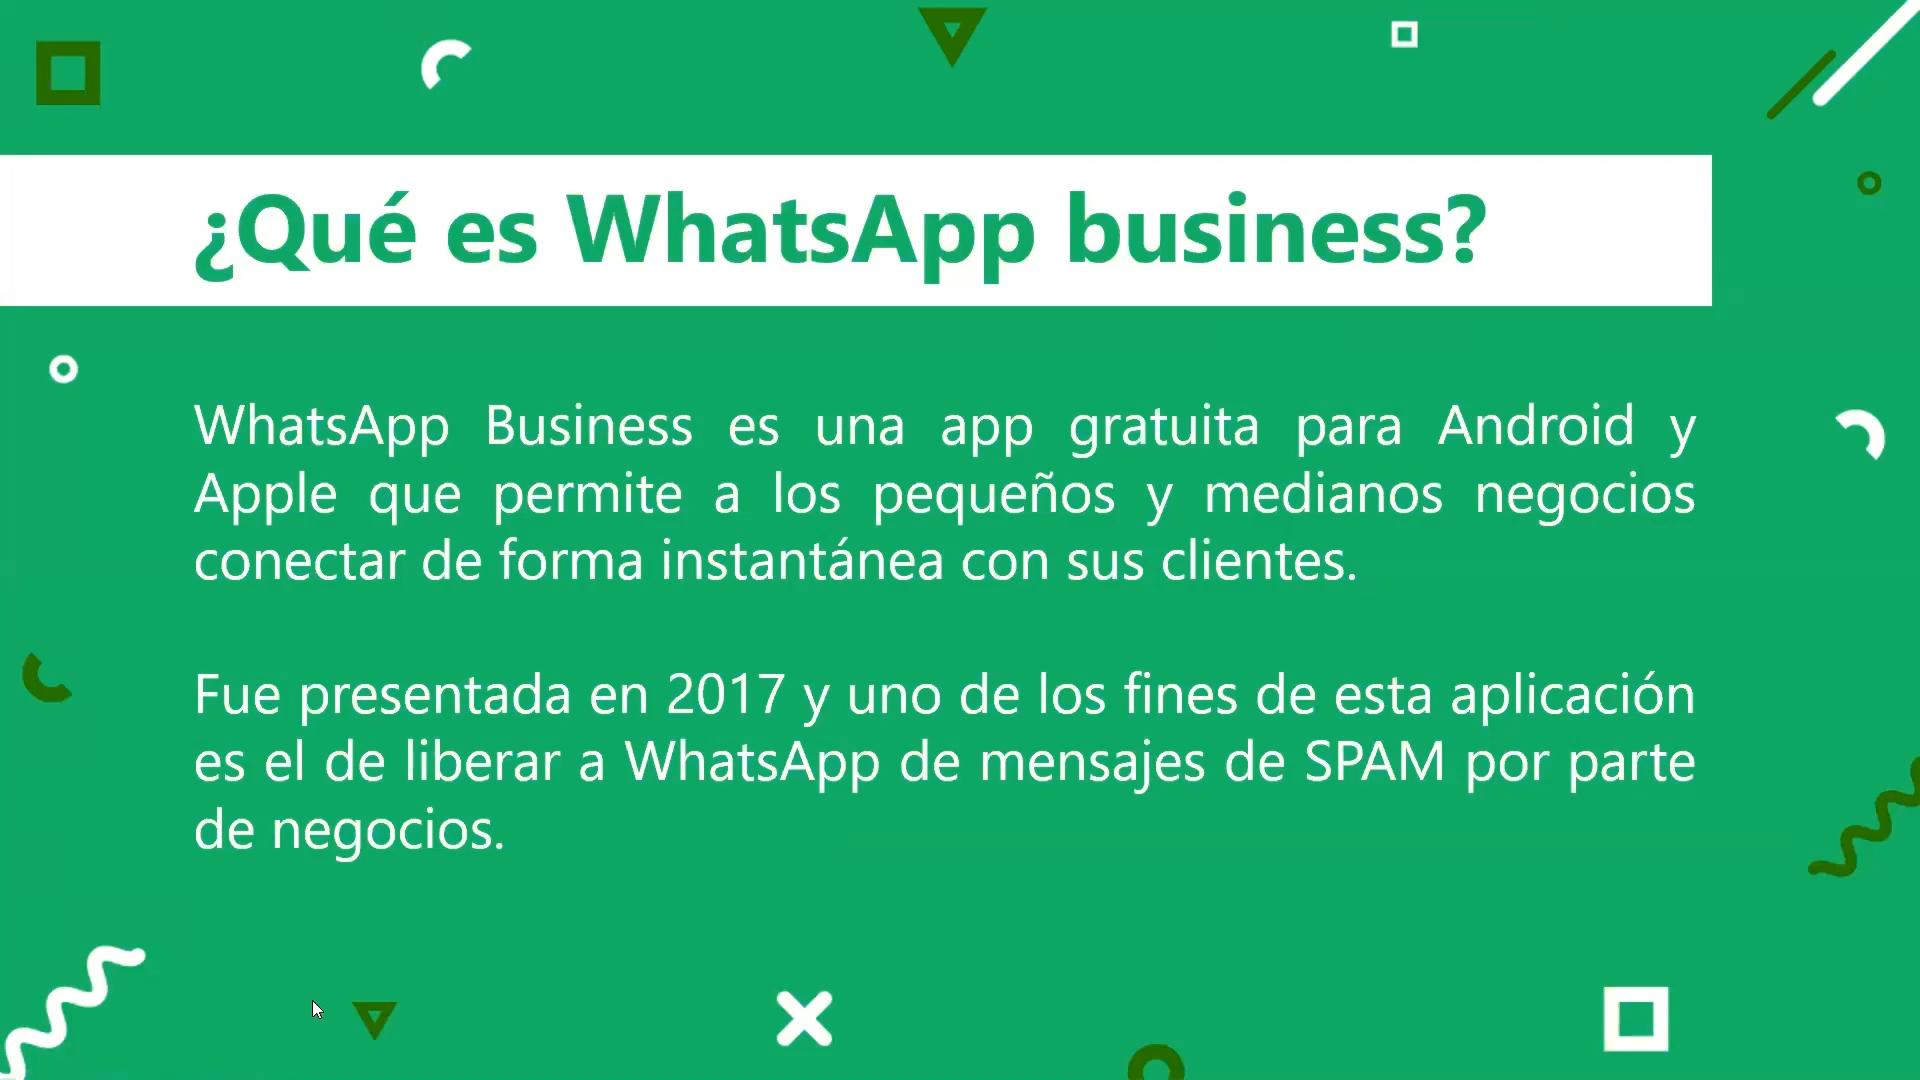 ¿Qué es WhatsApp business?
WhatsApp Business es una app gratuita para Android y
Apple que permite a los pequeños y medianos negocios
conectar de forma instantánea con sus clientes.
Fue presentada en 2017 y uno de los fines de esta aplicación
es el de liberar a WhatsApp de mensajes de SPAM por parte
de negocios.